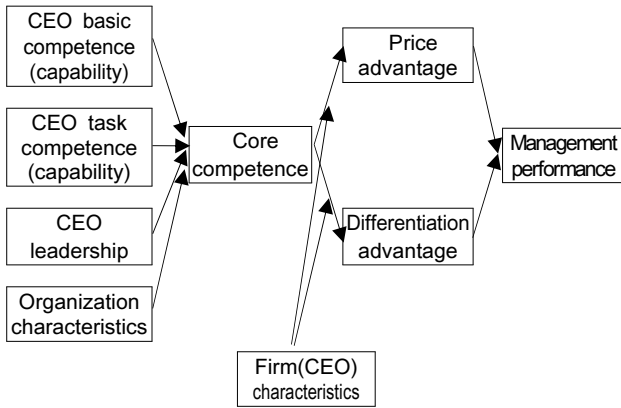 CEO basic
competence
(capability)
CEO task
competence
(capability)
CEO
leadership
Organization
characteristics
Core
competence
Price
advantage
Differentiation
advantage
Management
performance
Firm(CEO)
characteristics